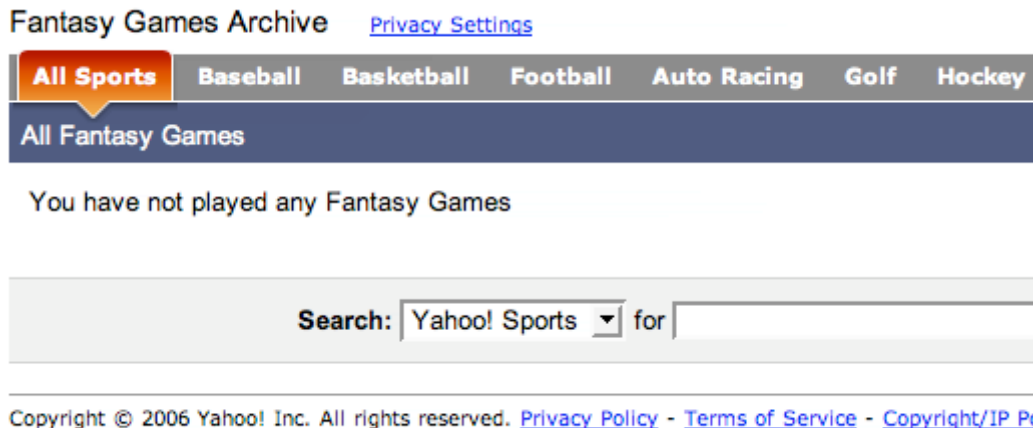 Fantasy Games Archive Privacy Settings
All Sports Baseball Basketball Football Auto Racing Golf Hockey
All Fantasy Games
You have not played any Fantasy Games
Search: Yahoo! Sports for
Copyright © 2006 Yahoo! Inc. All rights reserved. Privacy Policy - Terms of Service - Copyright/IP